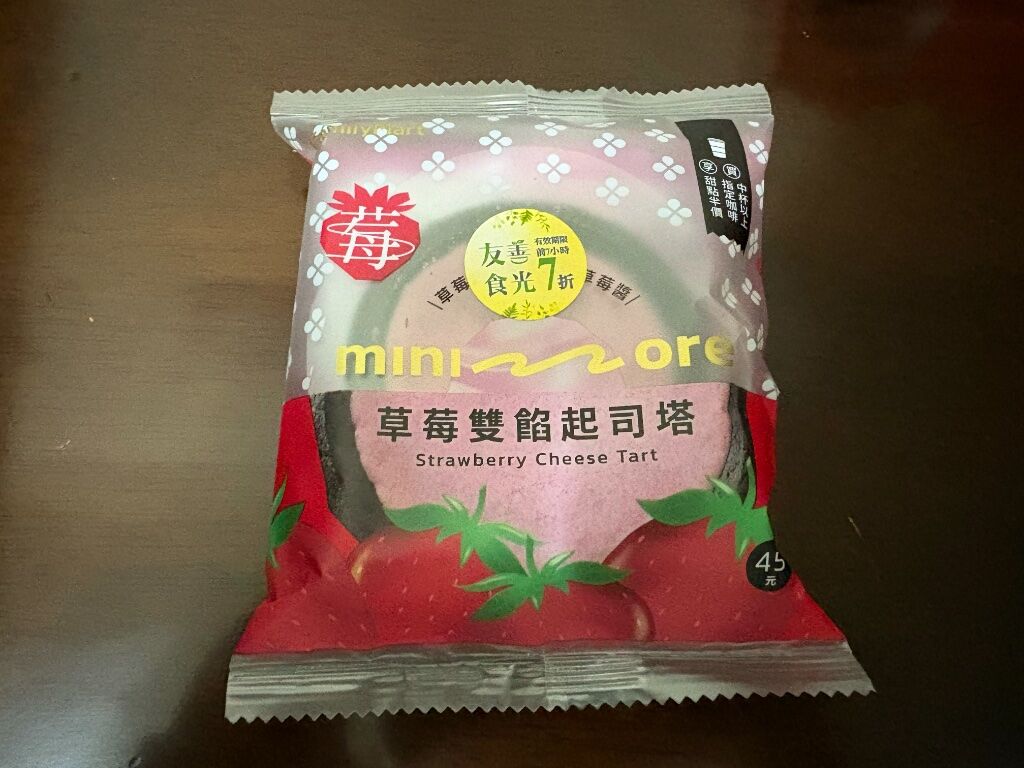 FamilyMart
買 中杯以上
指定咖啡
享 甜點半價
莓
友善
食光
有效期限
前7小時
7折
草莓
草莓醬
mini more
草莓雙餡起司塔
Strawberry Cheese Tart
45
元